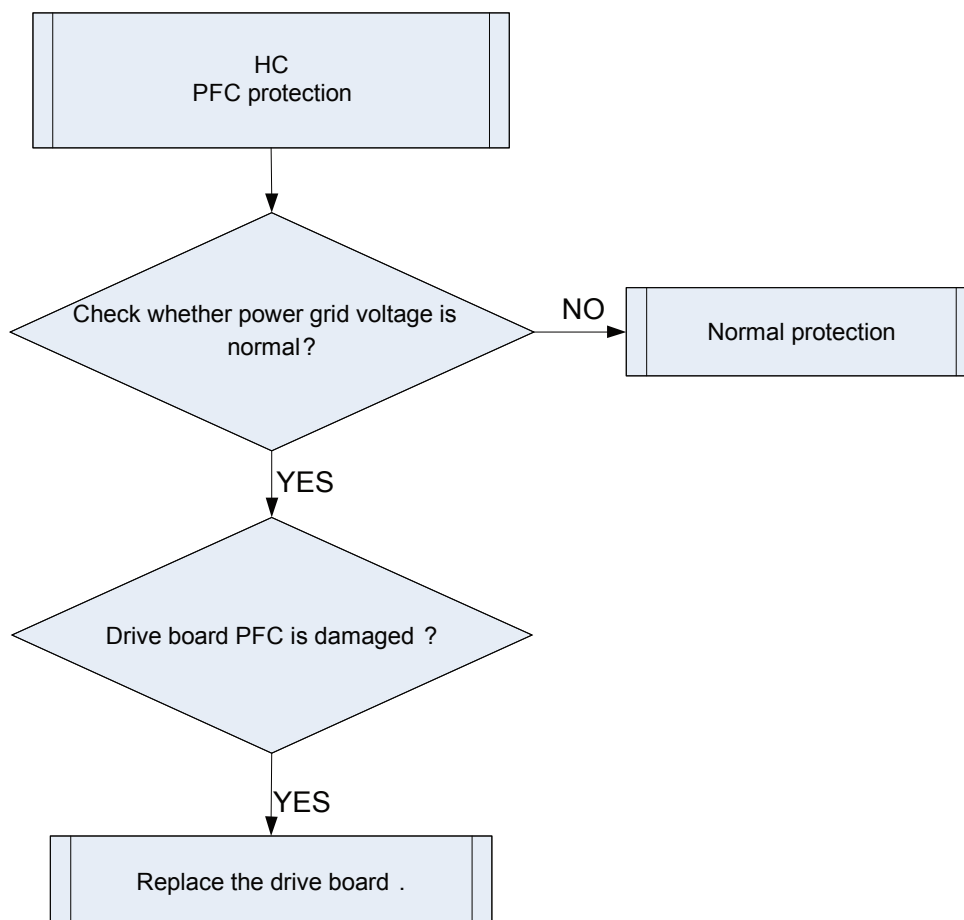 HC
PFC protection
Check whether power grid voltage is
normal?
NO
Normal protection
YES
Drive board PFC is damaged ?
YES
Replace the drive board .